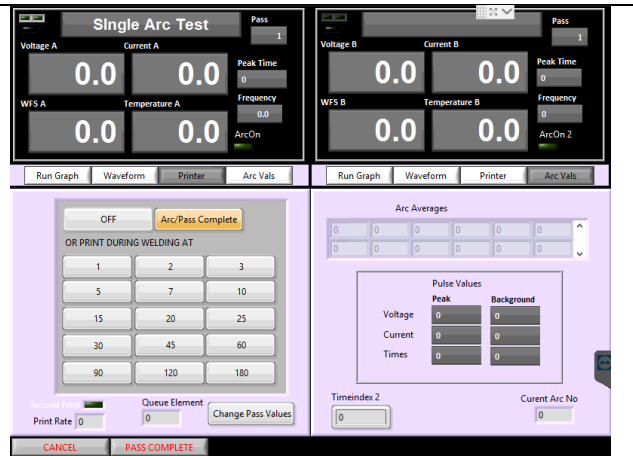 SIngle Arc Test
Pass
1
Voltage A
Current A
0.0
0.0
Peak Time
0
WFS A
Temperature A
Frequency
0.0
0.0
0.0
ArcOn
Pass
1
Voltage B
Current B
0.0
0.0
Peak Time
0
WFS B
Temperature B
Frequency
0
0.0
0.0
ArcOn 2
Run Graph
Waveform
Printer
Arc Vals
Run Graph
Waveform
Printer
Arc Vals
OFF
Arc/Pass Complete
OR PRINT DURING WELDING AT
1
2
3
5
7
10
15
20
25
30
45
60
90
120
180
Second Print
Queue Element
Print Rate 0
0
Change Pass Values
Arc Averages
0 0 0 0 0 0
0 0 0 0 0 0
Pulse Values
Peak
Background
Voltage 0 0
Current 0 0
Times 0 0
Timeindex 2
0
Curent Arc No
0
CANCEL
PASS COMPLETE